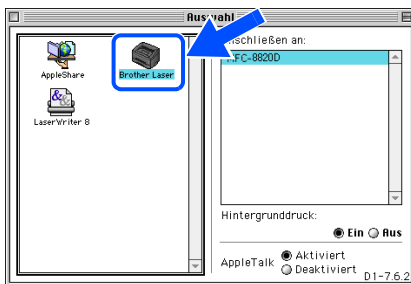 Auswahl
AppleShare
Brother Laser
LaserWriter 8
nschließen an:
MFC-8820D
Hintergrunddruck:
Ein Aus
AppleTalk
Aktiviert
Deaktiviert
D1-7.6.2